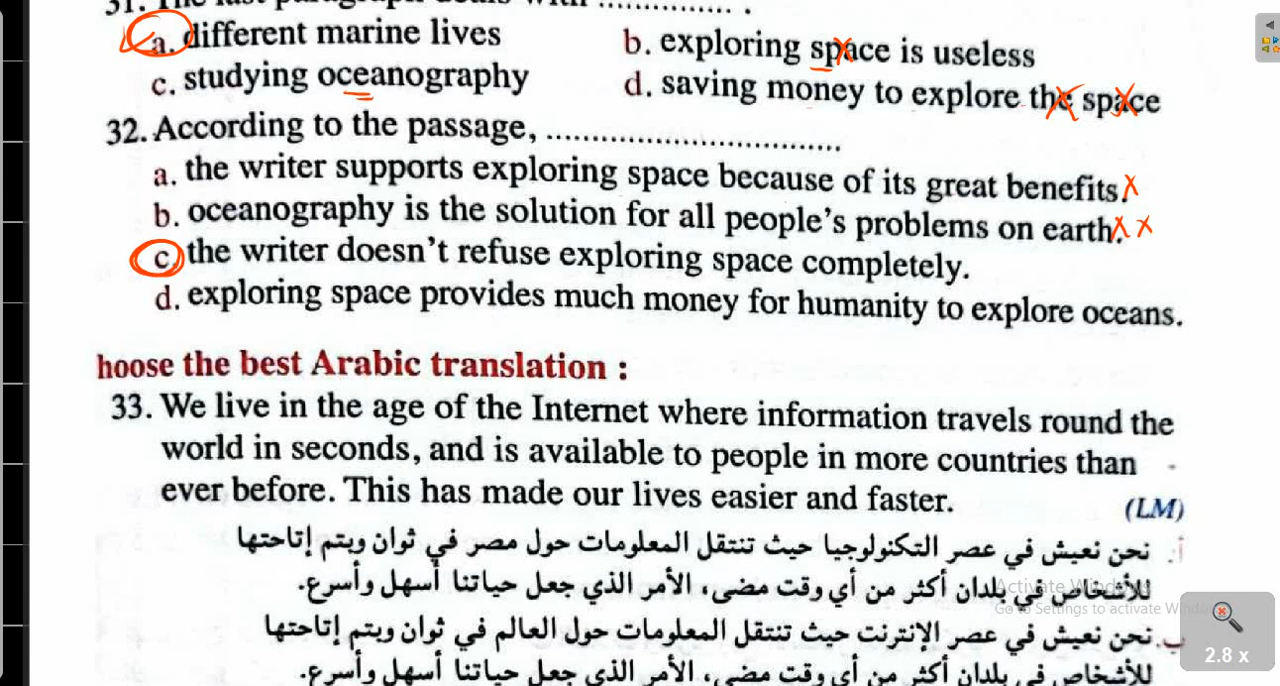 31. The last paragraph deals with .............. .
a. different marine lives
b. exploring space is useless
c. studying oceanography
d. saving money to explore the space
32. According to the passage, ..................................
a. the writer supports exploring space because of its great benefits.
b. oceanography is the solution for all people's problems on earth.
c. the writer doesn't refuse exploring space completely.
d. exploring space provides much money for humanity to explore oceans.
hoose the best Arabic translation :
33. We live in the age of the Internet where information travels round the
world in seconds, and is available to people in more countries than
ever before. This has made our lives easier and faster.
(LM)
أ. نحن نعيش في عصر التكنولوجيا حيث تنتقل المعلومات حول مصر في ثوان ويتم إتاحتها
للأشخاص في بلدان أكثر من أي وقت مضى، الأمر الذي جعل حياتنا أسهل وأسرع.
ب. نحن نعيش في عصر الإنترنت حيث تنتقل المعلومات حول العالم في ثوان ويتم إتاحتها
للأشخاص في بلدان أكثر من أي وقت مضى، الأمر الذي جعل حياتنا أسهل وأسرع.
Activate Windows
Go to Settings to activate Windows
2.8 x